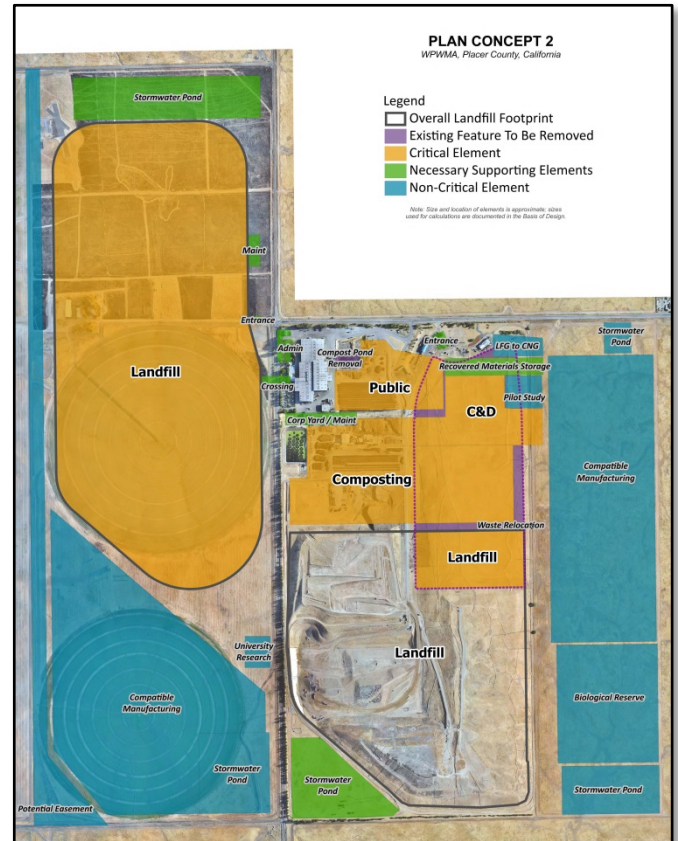 PLAN CONCEPT 2
WPWMA, Placer County, California
Legend
Overall Landfill Footprint
Existing Feature To Be Removed
Critical Element
Necessary Supporting Elements
Non-Critical Element
Note: Size and location of elements is approximate; sizes
used for calculations are documented in the Basis of Design.
Stormwater Pond
Maint
Entrance
Admin
Compost Pond
Removal
Entrance
LFG to CNG
Stormwater
Pond
Recovered Materials Storage
Landfill
Crossing
Public
Pilot Study
C&D
Corp Yard / Maint
Composting
Compatible
Manufacturing
Waste Relocation
Landfill
University
Research
Landfill
Compatible
Manufacturing
Biological Reserve
Stormwater
Pond
Stormwater
Pond
Stormwater Pond
Potential Easement